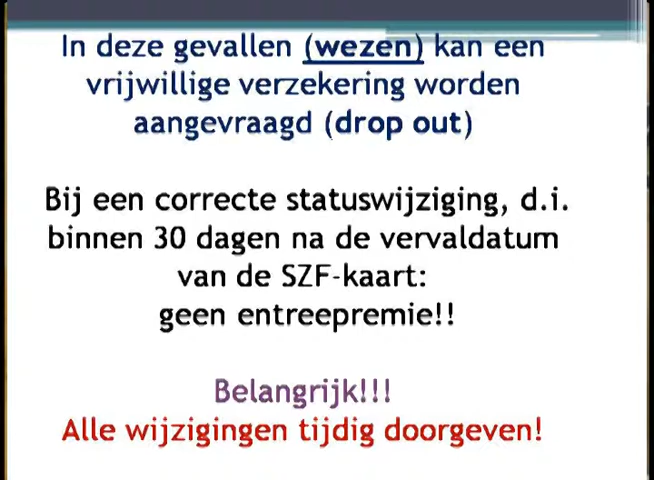 In deze gevallen (wezen) kan een
vrijwillige verzekering worden
aangevraagd (drop out)
Bij een correcte statuswijziging, d.i.
binnen 30 dagen na de vervaldatum
van de SZF-kaart:
geen entreepremie!!
Belangrijk!!!
Alle wijzigingen tijdig doorgeven!